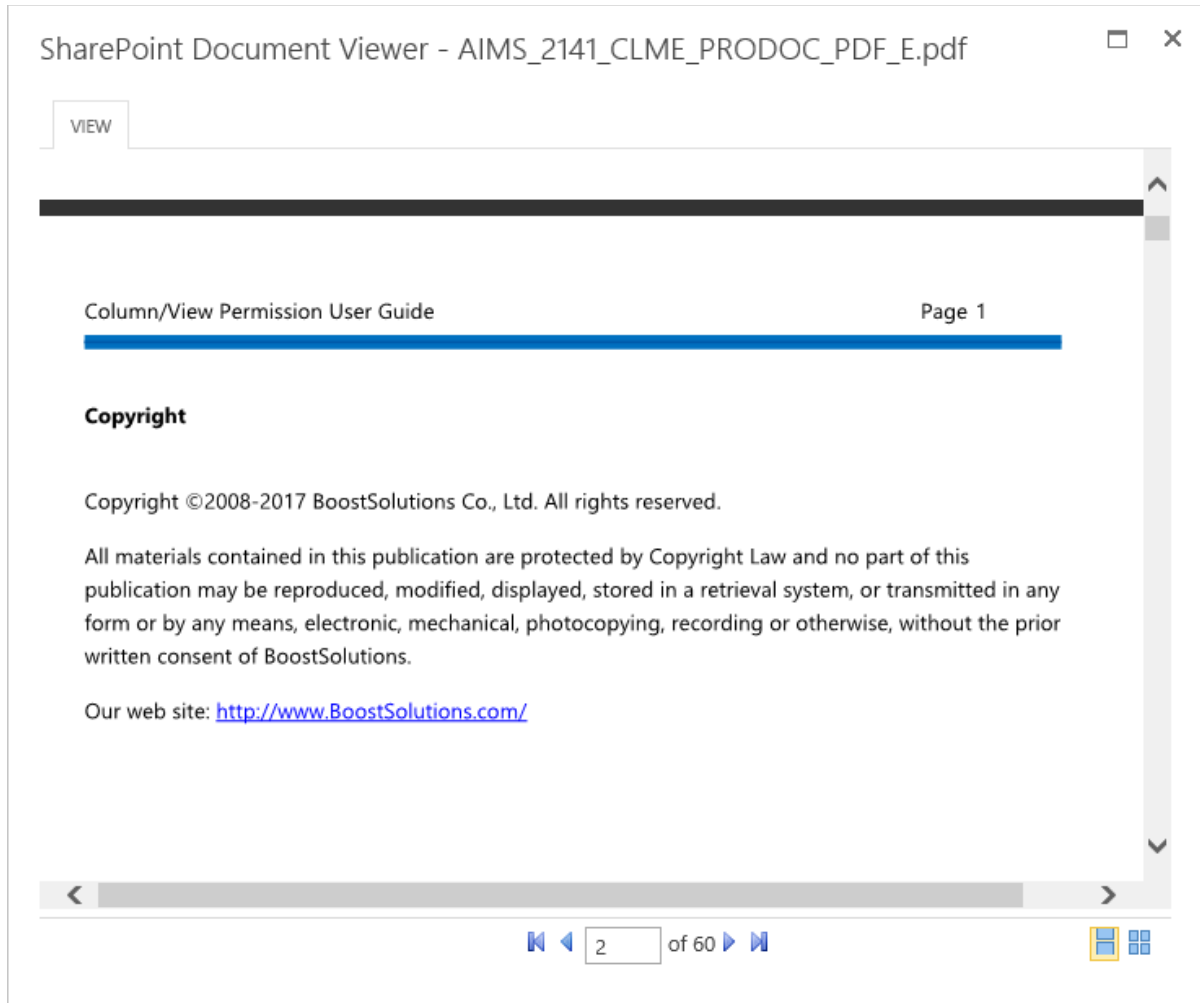 SharePoint Document Viewer - AIMS_2141_CLME_PRODOC_PDF_E.pdf
VIEW
Column/View Permission User Guide Page 1
Copyright
Copyright ©2008-2017 BoostSolutions Co., Ltd. All rights reserved.
All materials contained in this publication are protected by Copyright Law and no part of this
publication may be reproduced, modified, displayed, stored in a retrieval system, or transmitted in any
form or by any means, electronic, mechanical, photocopying, recording or otherwise, without the prior
written consent of BoostSolutions.
Our web site: http://www.BoostSolutions.com/
2 of 60